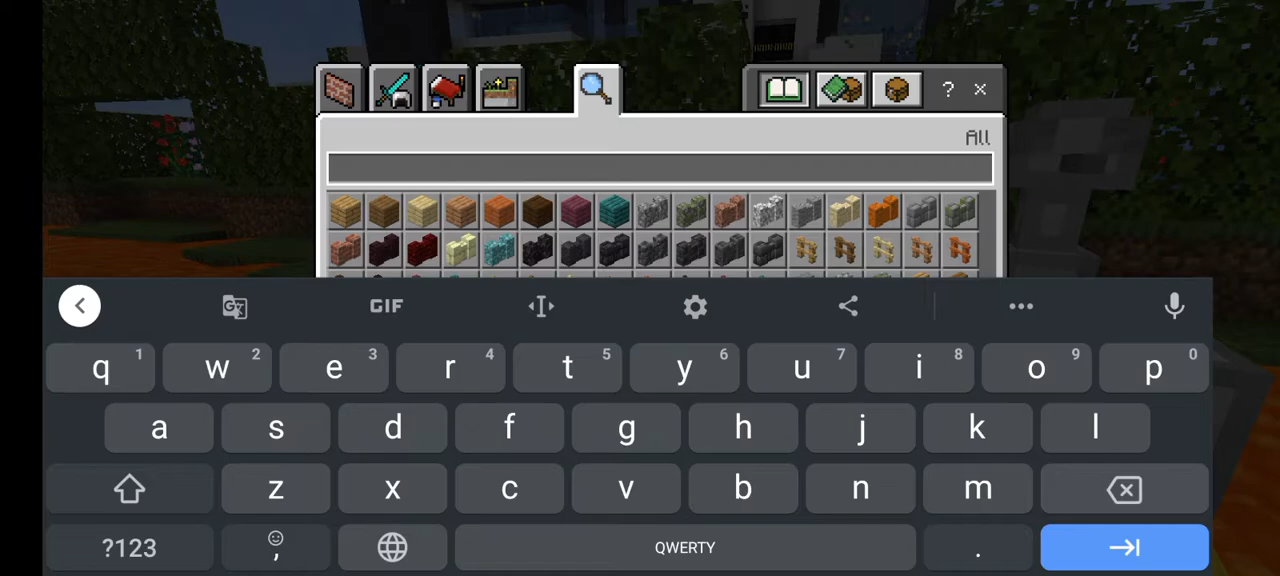 ?
All
GIF
q 1 w 2 e 3 r 4 t 5 y 6 u 7 i 8 o 9 p 0
a s d f g h j k l
z x c v b n m
?123 , QWERTY .